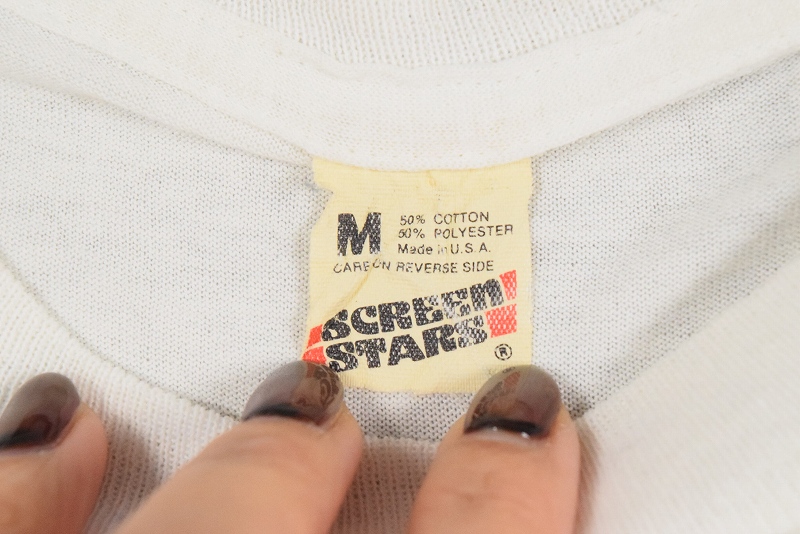 M
50% COTTON
50% POLYESTER
Made in U.S.A.
CARE ON REVERSE SIDE
SCREEN
STARS
®